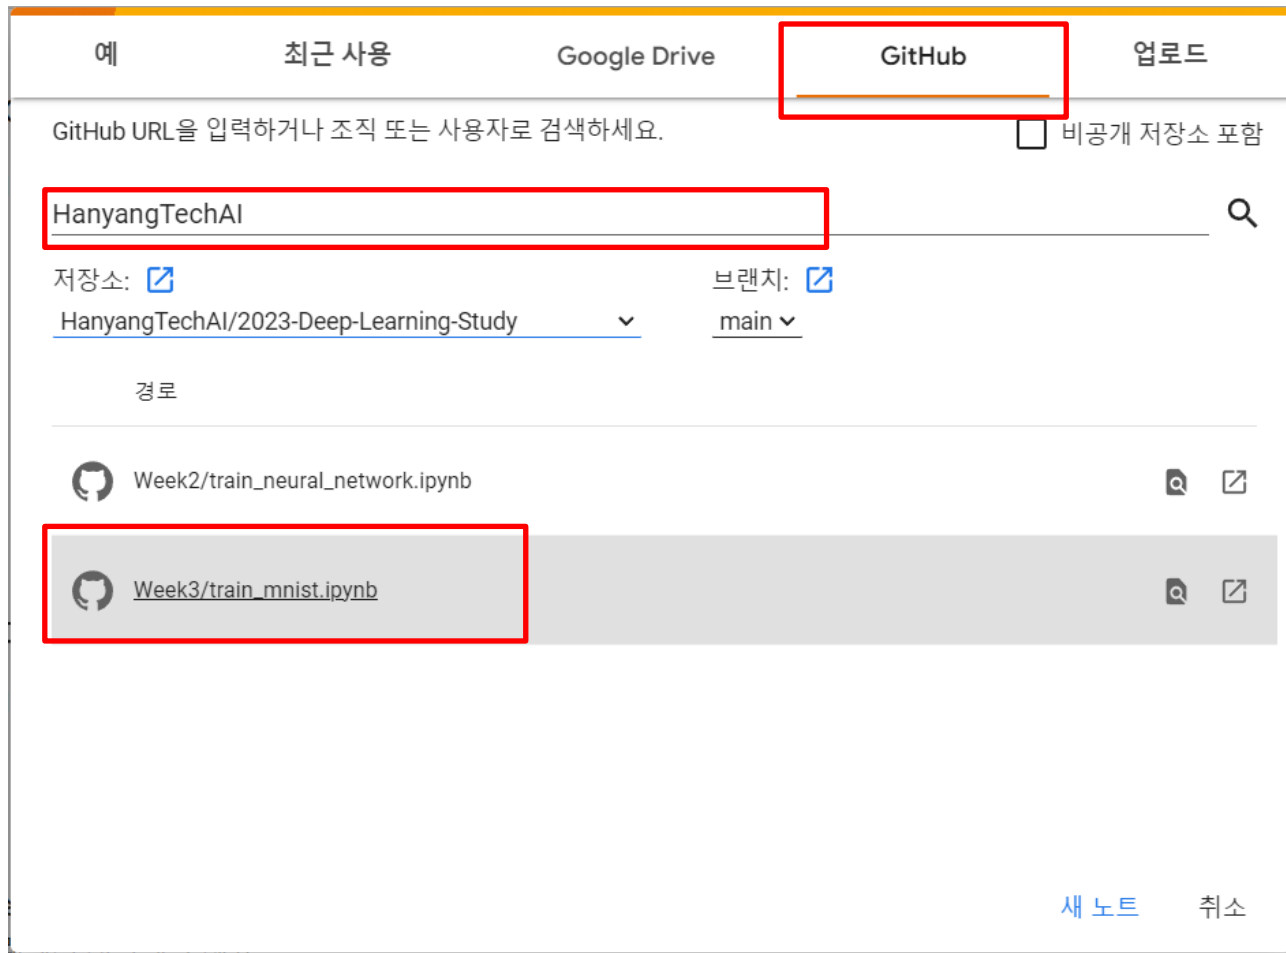 예 최근 사용 Google Drive GitHub 업로드
GitHub URL을 입력하거나 조직 또는 사용자로 검색하세요. 비공개 저장소 포함
HanyangTechAI
저장소: 브랜치:
HanyangTechAI/2023-Deep-Learning-Study main
경로
Week2/train_neural_network.ipynb
Week3/train_mnist.ipynb
새 노트 취소